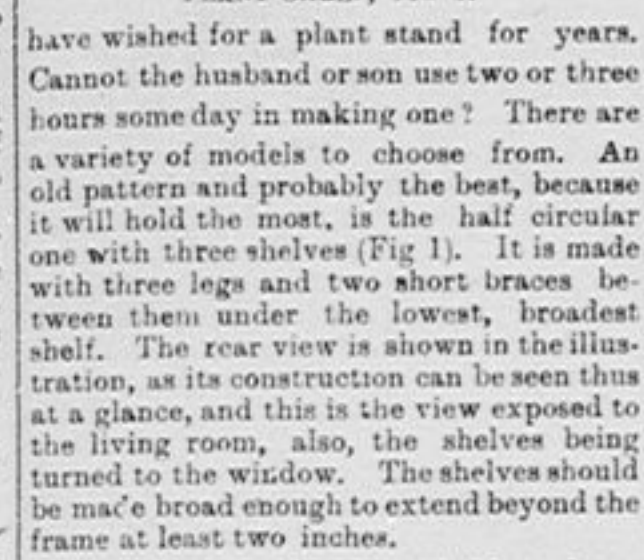 have wished for a plant stand for years.
Cannot the husband or son use two or three
hours some day in making one? There are
a variety of models to choose from. An
old pattern and probably the best, because
it will hold the most, is the half circular
one with three shelves (Fig 1). It is made
with three legs and two short braces be-
tween them under the lowest, broadest
shelf. The rear view is shown in the illus-
tration, as its construction can be seen thus
at a glance, and this is the view exposed to
the living room, also, the shelves being
turned to the window. The shelves should
be made broad enough to extend beyond the
frame at least two inches.